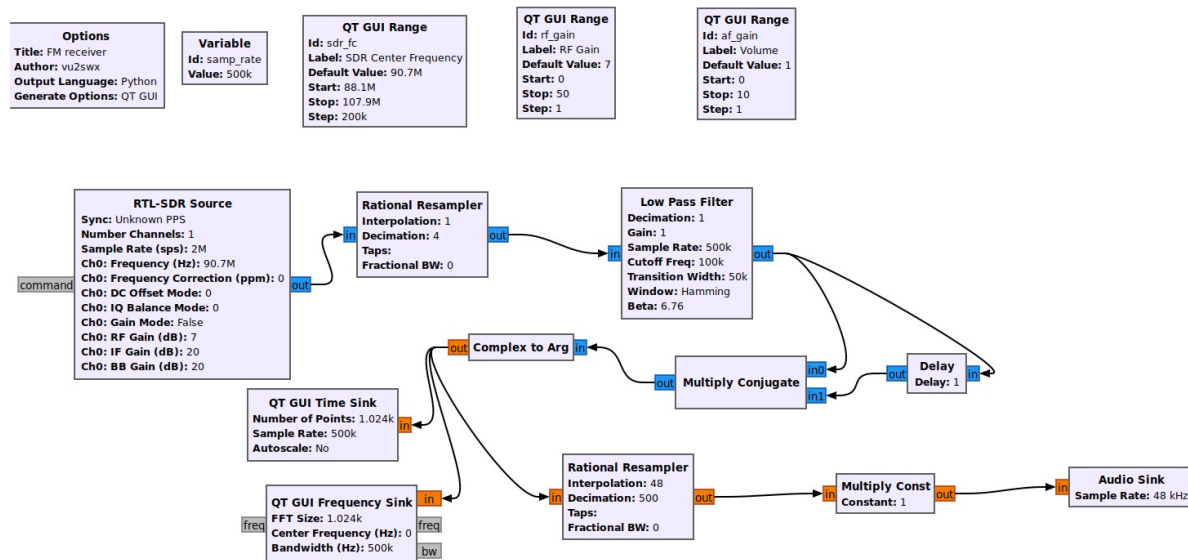 Options
Title: FM receiver
Author: vu2swx
Output Language: Python
Generate Options: QT GUI
Variable
Id: samp_rate
Value: 500k
QT GUI Range
Id: sdr_fc
Label: SDR Center Frequency
Default Value: 90.7M
Start: 88.1M
Stop: 107.9M
Step: 200k
QT GUI Range
Id: rf_gain
Label: RF Gain
Default Value: 7
Start: 0
Stop: 50
Step: 1
QT GUI Range
Id: af_gain
Label: Volume
Default Value: 1
Start: 0
Stop: 10
Step: 1
RTL-SDR Source
Sync: Unknown PPS
Number Channels: 1
Sample Rate (sps): 2M
Ch0: Frequency (Hz): 90.7M
Ch0: Frequency Correction (ppm): 0
Ch0: DC Offset Mode: 0
Ch0: IQ Balance Mode: 0
Ch0: Gain Mode: False
Ch0: RF Gain (dB): 7
Ch0: IF Gain (dB): 20
Ch0: BB Gain (dB): 20
command
out
in
Rational Resampler
Interpolation: 1
Decimation: 4
Taps:
Fractional BW: 0
out
in
Low Pass Filter
Decimation: 1
Gain: 1
Sample Rate: 500k
Cutoff Freq: 100k
Transition Width: 50k
Window: Hamming
Beta: 6.76
out
out
Complex to Arg
in
out
Multiply Conjugate
in0
in1
out
Delay
Delay: 1
in
QT GUI Time Sink
Number of Points: 1.024k
Sample Rate: 500k
Autoscale: No
in
QT GUI Frequency Sink
FFT Size: 1.024k
Center Frequency (Hz): 0
Bandwidth (Hz): 500k
freq
in
freq
bw
in
Rational Resampler
Interpolation: 48
Decimation: 500
Taps:
Fractional BW: 0
out
in
Multiply Const
Constant: 1
out
in
Audio Sink
Sample Rate: 48 kHz